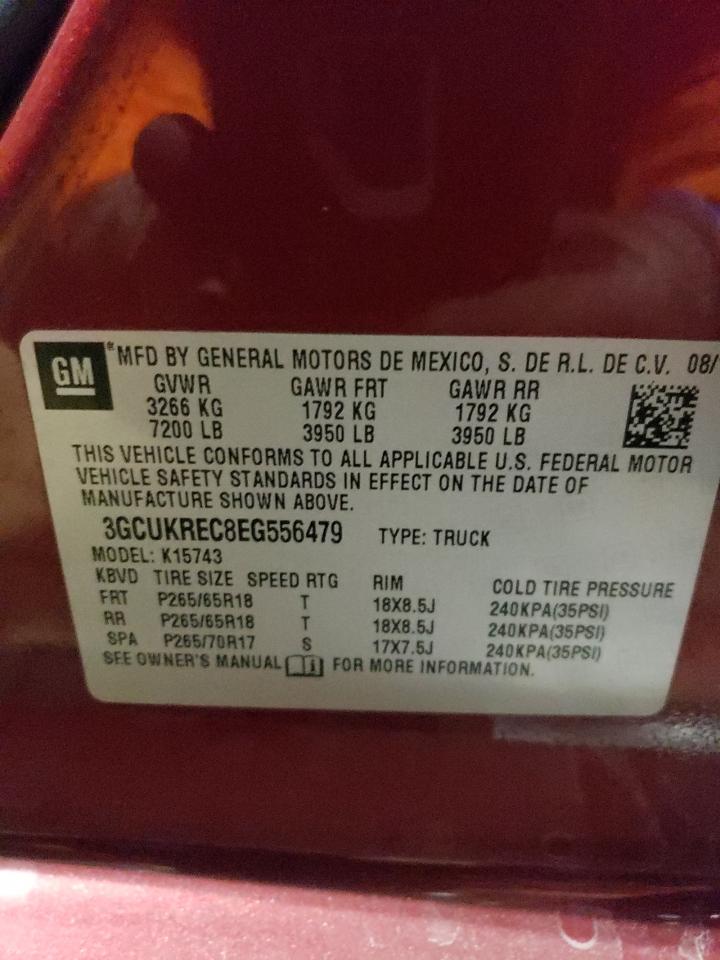 GM
®MFD BY GENERAL MOTORS DE MEXICO, S. DE R.L. DE C.V. 08/
GVWR GAWR FRT GAWR RR
3266 KG 1792 KG 1792 KG
7200 LB 3950 LB 3950 LB
THIS VEHICLE CONFORMS TO ALL APPLICABLE U.S. FEDERAL MOTOR
VEHICLE SAFETY STANDARDS IN EFFECT ON THE DATE OF
MANUFACTURE SHOWN ABOVE.
3GCUKREC8EG556479 TYPE: TRUCK
MODEL: K15743
KBVD TIRE SIZE SPEED RTG RIM COLD TIRE PRESSURE
FRT P265/65R18 T 18X8.5J 240KPA(35PSI)
RR P265/65R18 T 18X8.5J 240KPA(35PSI)
SPA P265/70R17 S 17X7.5J 240KPA(35PSI)
SEE OWNER'S MANUAL FOR MORE INFORMATION.